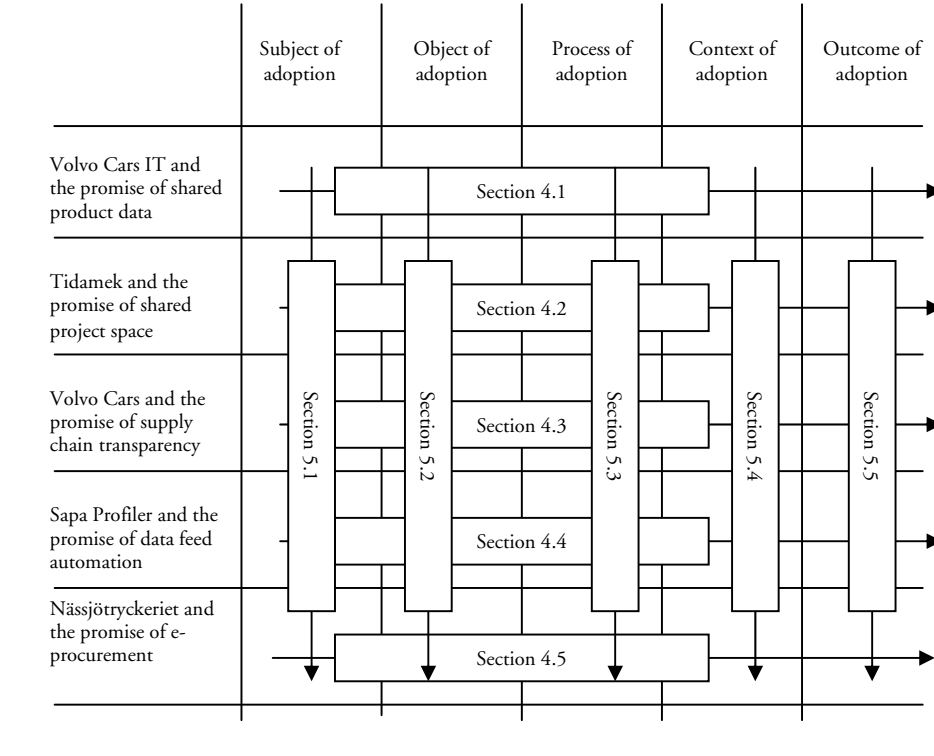 Subject of
adoption
Object of
adoption
Process of
adoption
Context of
adoption
Outcome of
adoption
Volvo Cars IT and
the promise of shared
product data
Section 4.1
Tidamek and the
promise of shared
project space
Section 4.2
Volvo Cars and the
promise of supply
chain transparency
Section 4.3
Section 5.1
Section 5.2
Section 5.3
Section 5.4
Section 5.5
Sapa Profiler and the
promise of data feed
automation
Section 4.4
Nässjötryckeriet and
the promise of e-
procurement
Section 4.5